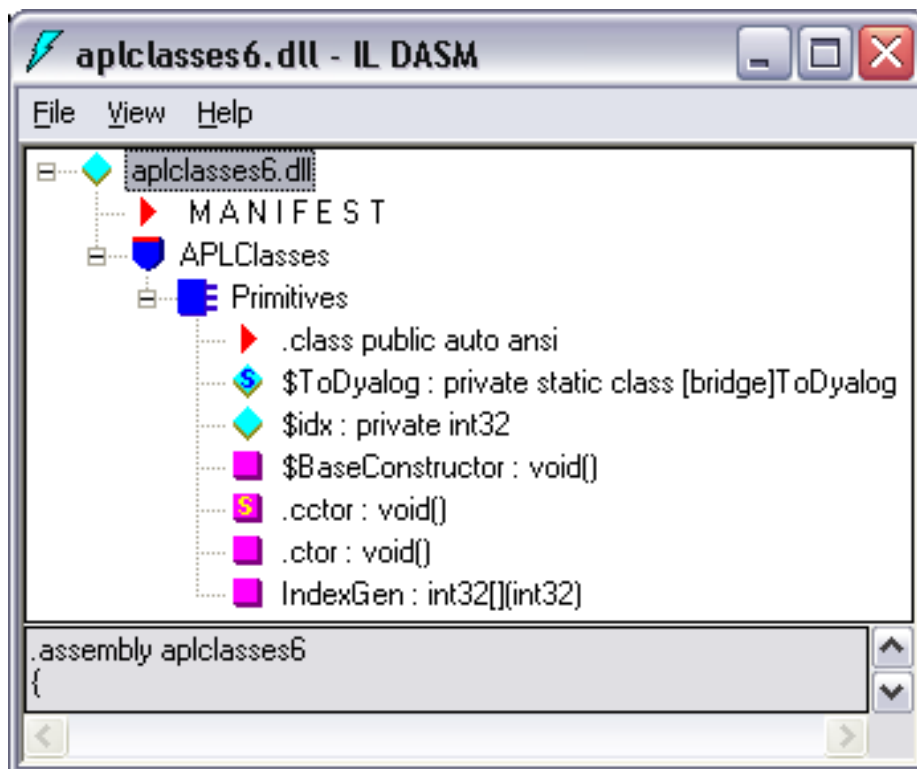 aplclasses6.dll - IL DASM
File View Help
aplclasses6.dll
MANIFEST
APLClasses
Primitives
.class public auto ansi
S $ToDyalog : private static class [bridge]ToDyalog
$idx : private int32
$BaseConstructor : void()
S .cctor : void()
.ctor : void()
IndexGen : int32[](int32)
.assembly aplclasses6
{